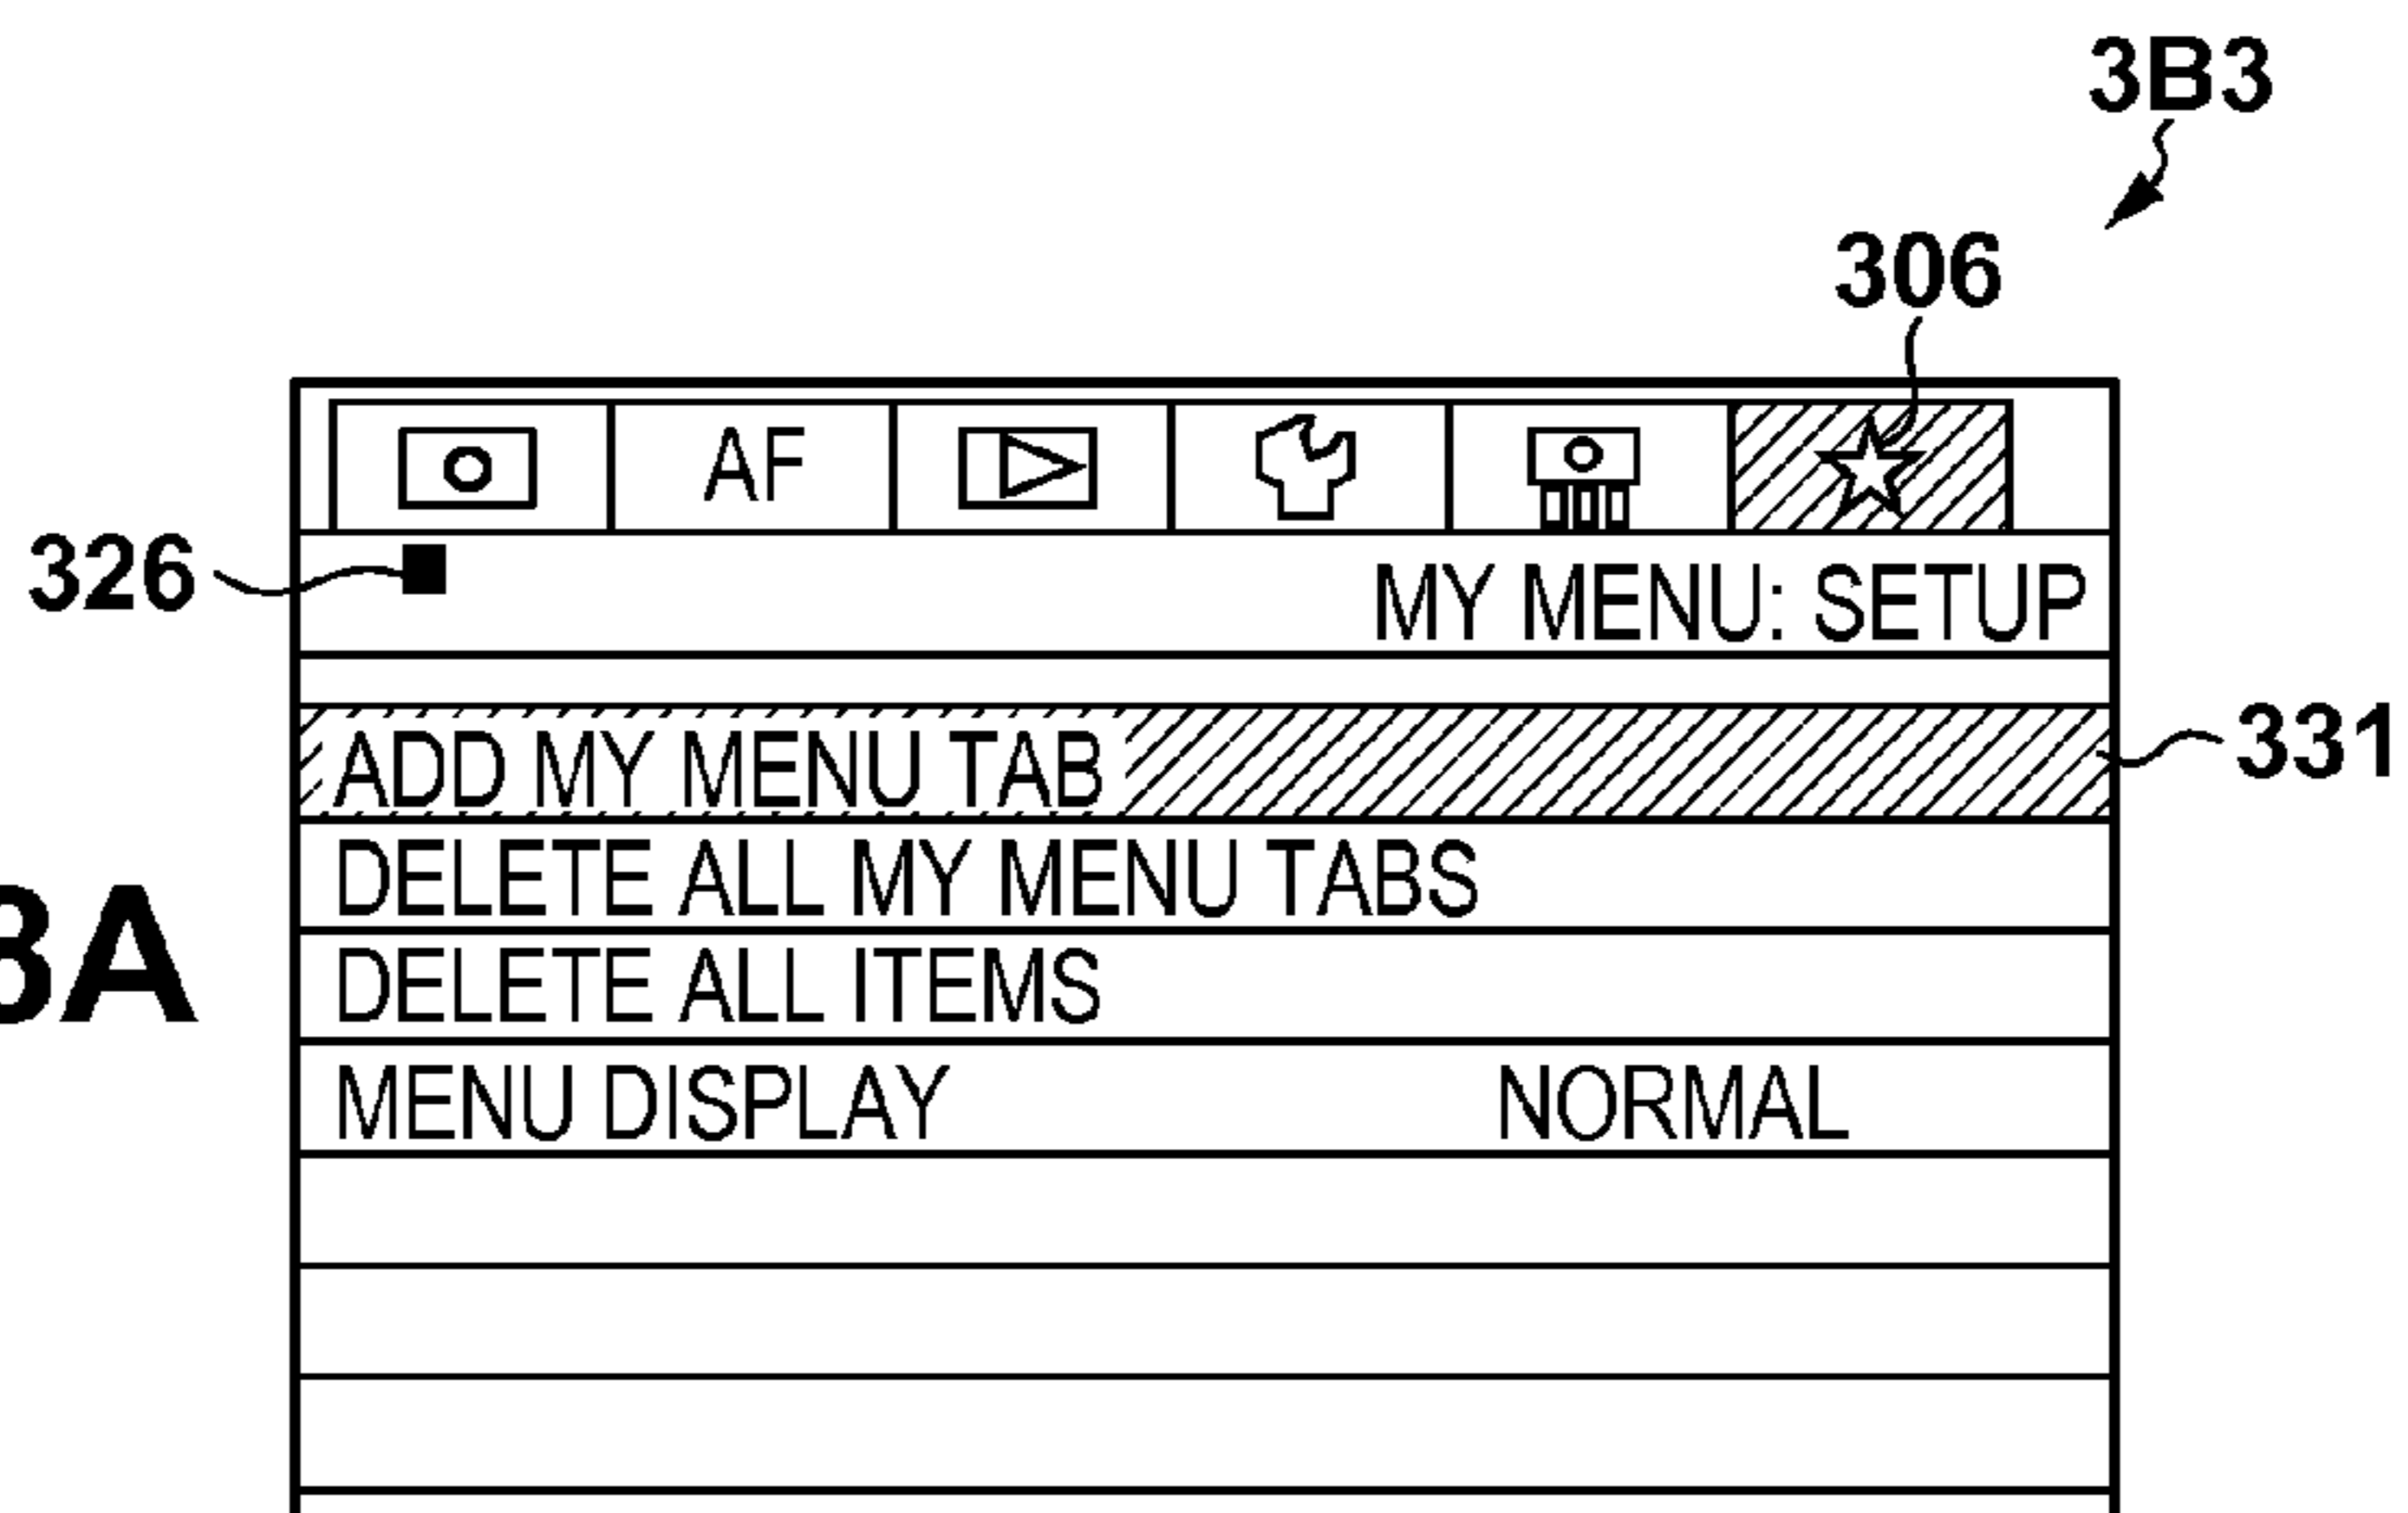 3B3
306
AF
326
MY MENU: SETUP
ADD MY MENU TAB
331
DELETE ALL MY MENU TABS
3A
DELETE ALL ITEMS
MENU DISPLAY NORMAL